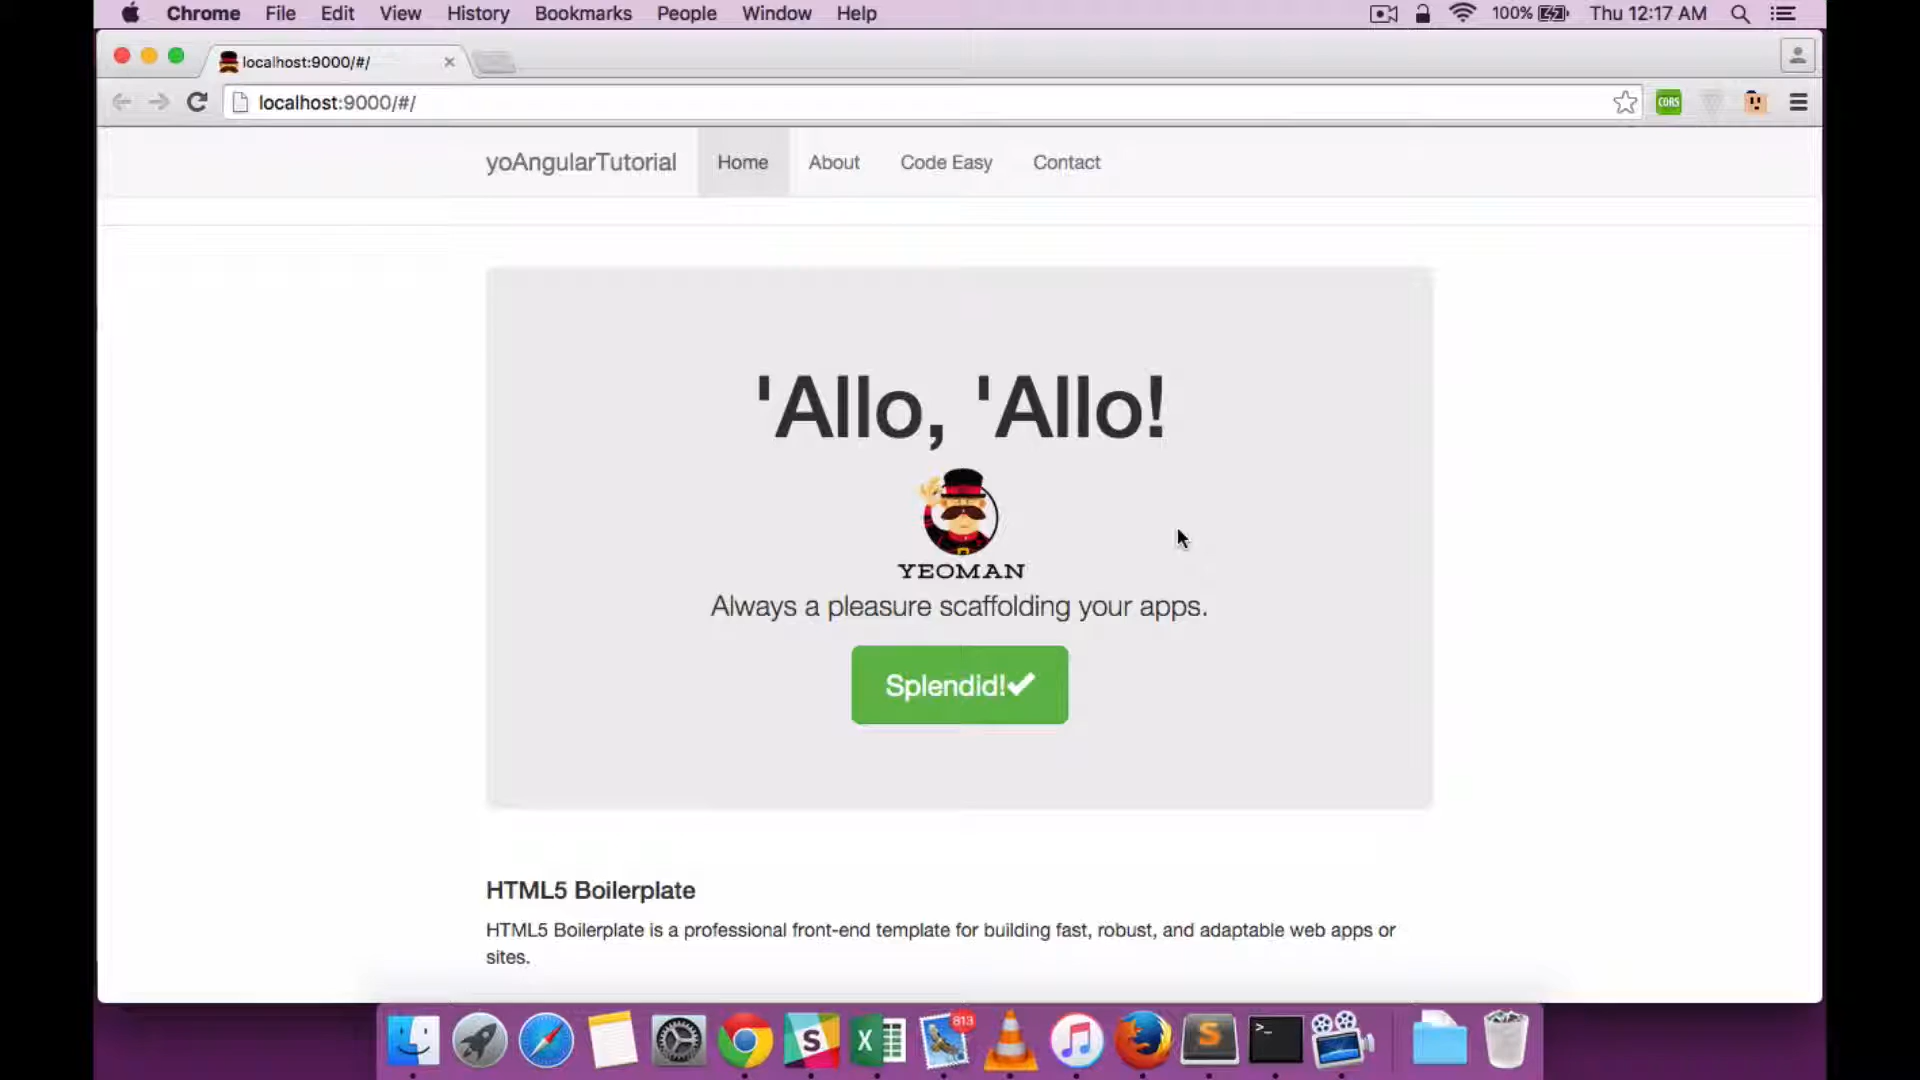 Chrome File Edit View History Bookmarks People Window Help 100% Thu 12:17 AM
localhost:9000/#/
localhost:9000/#/ CORS
yoAngularTutorial Home About Code Easy Contact
'Allo, 'Allo!
YEOMAN
Always a pleasure scaffolding your apps.
Splendid!
HTML5 Boilerplate
HTML5 Boilerplate is a professional front-end template for building fast, robust, and adaptable web apps or
sites.
813
S X S >_